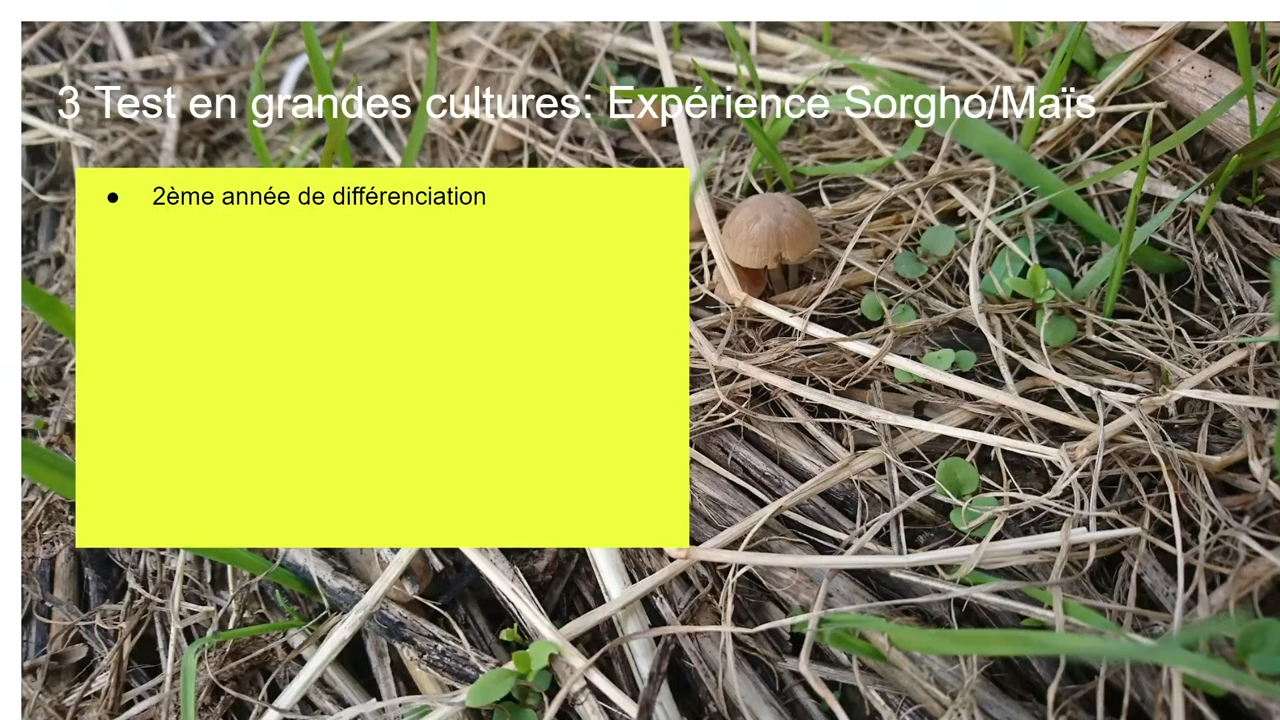 3 Test en grandes cultures: Expérience Sorgho/Maïs
● 2ème année de différenciation